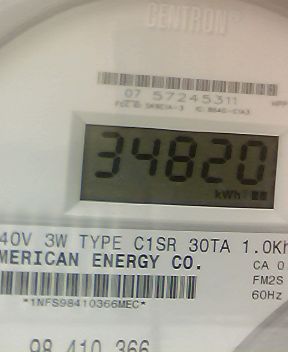 CENTRON®
07 57245311
34820
kWh
40V 3W TYPE C1SR 30TA 1.0Kh
MERICAN ENERGY CO.
CA 0
FM2S
60Hz
*1NFS98410366MEC*
98 410 366